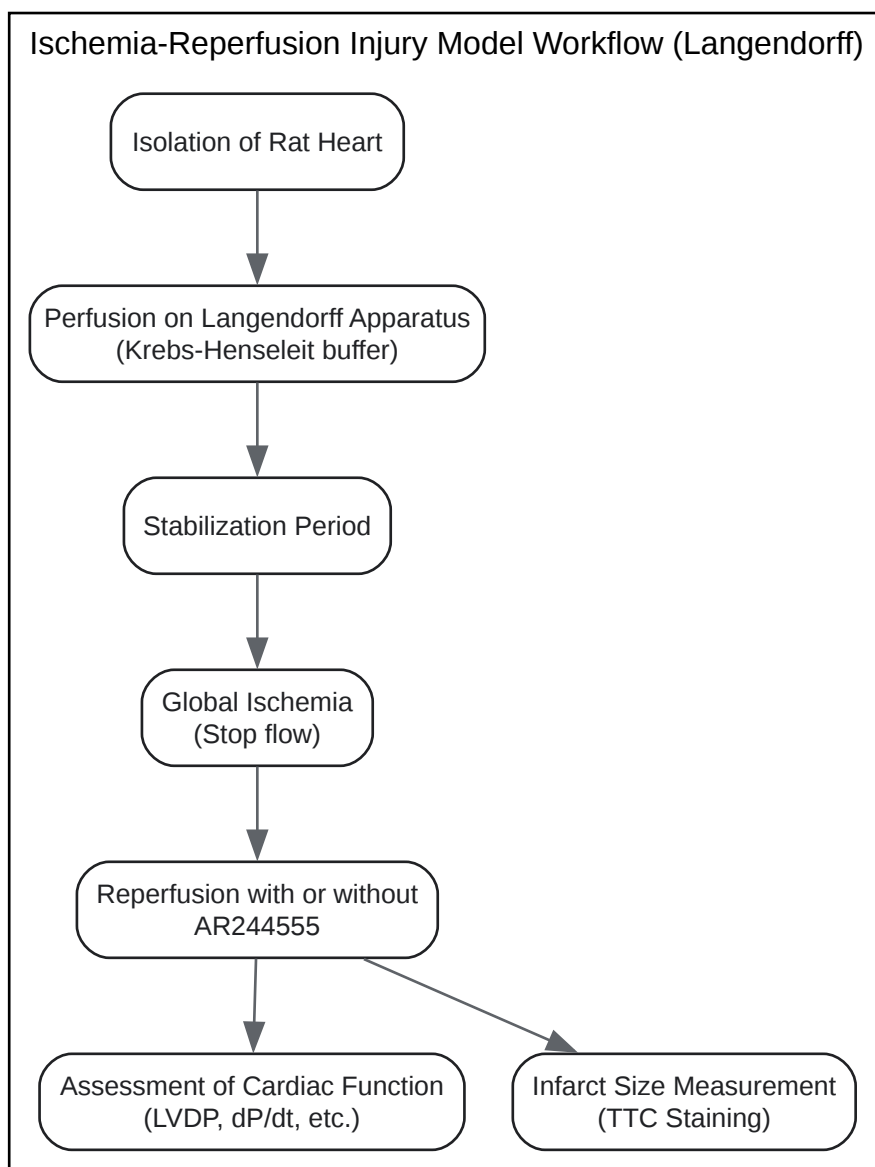 Ischemia-Reperfusion Injury Model Workflow (Langendorff)
Isolation of Rat Heart
Perfusion on Langendorff Apparatus
(Krebs-Henseleit buffer)
Stabilization Period
Global Ischemia
(Stop flow)
Reperfusion with or without
AR244555
Assessment of Cardiac Function
(LVDP, dP/dt, etc.)
Infarct Size Measurement
(TTC Staining)